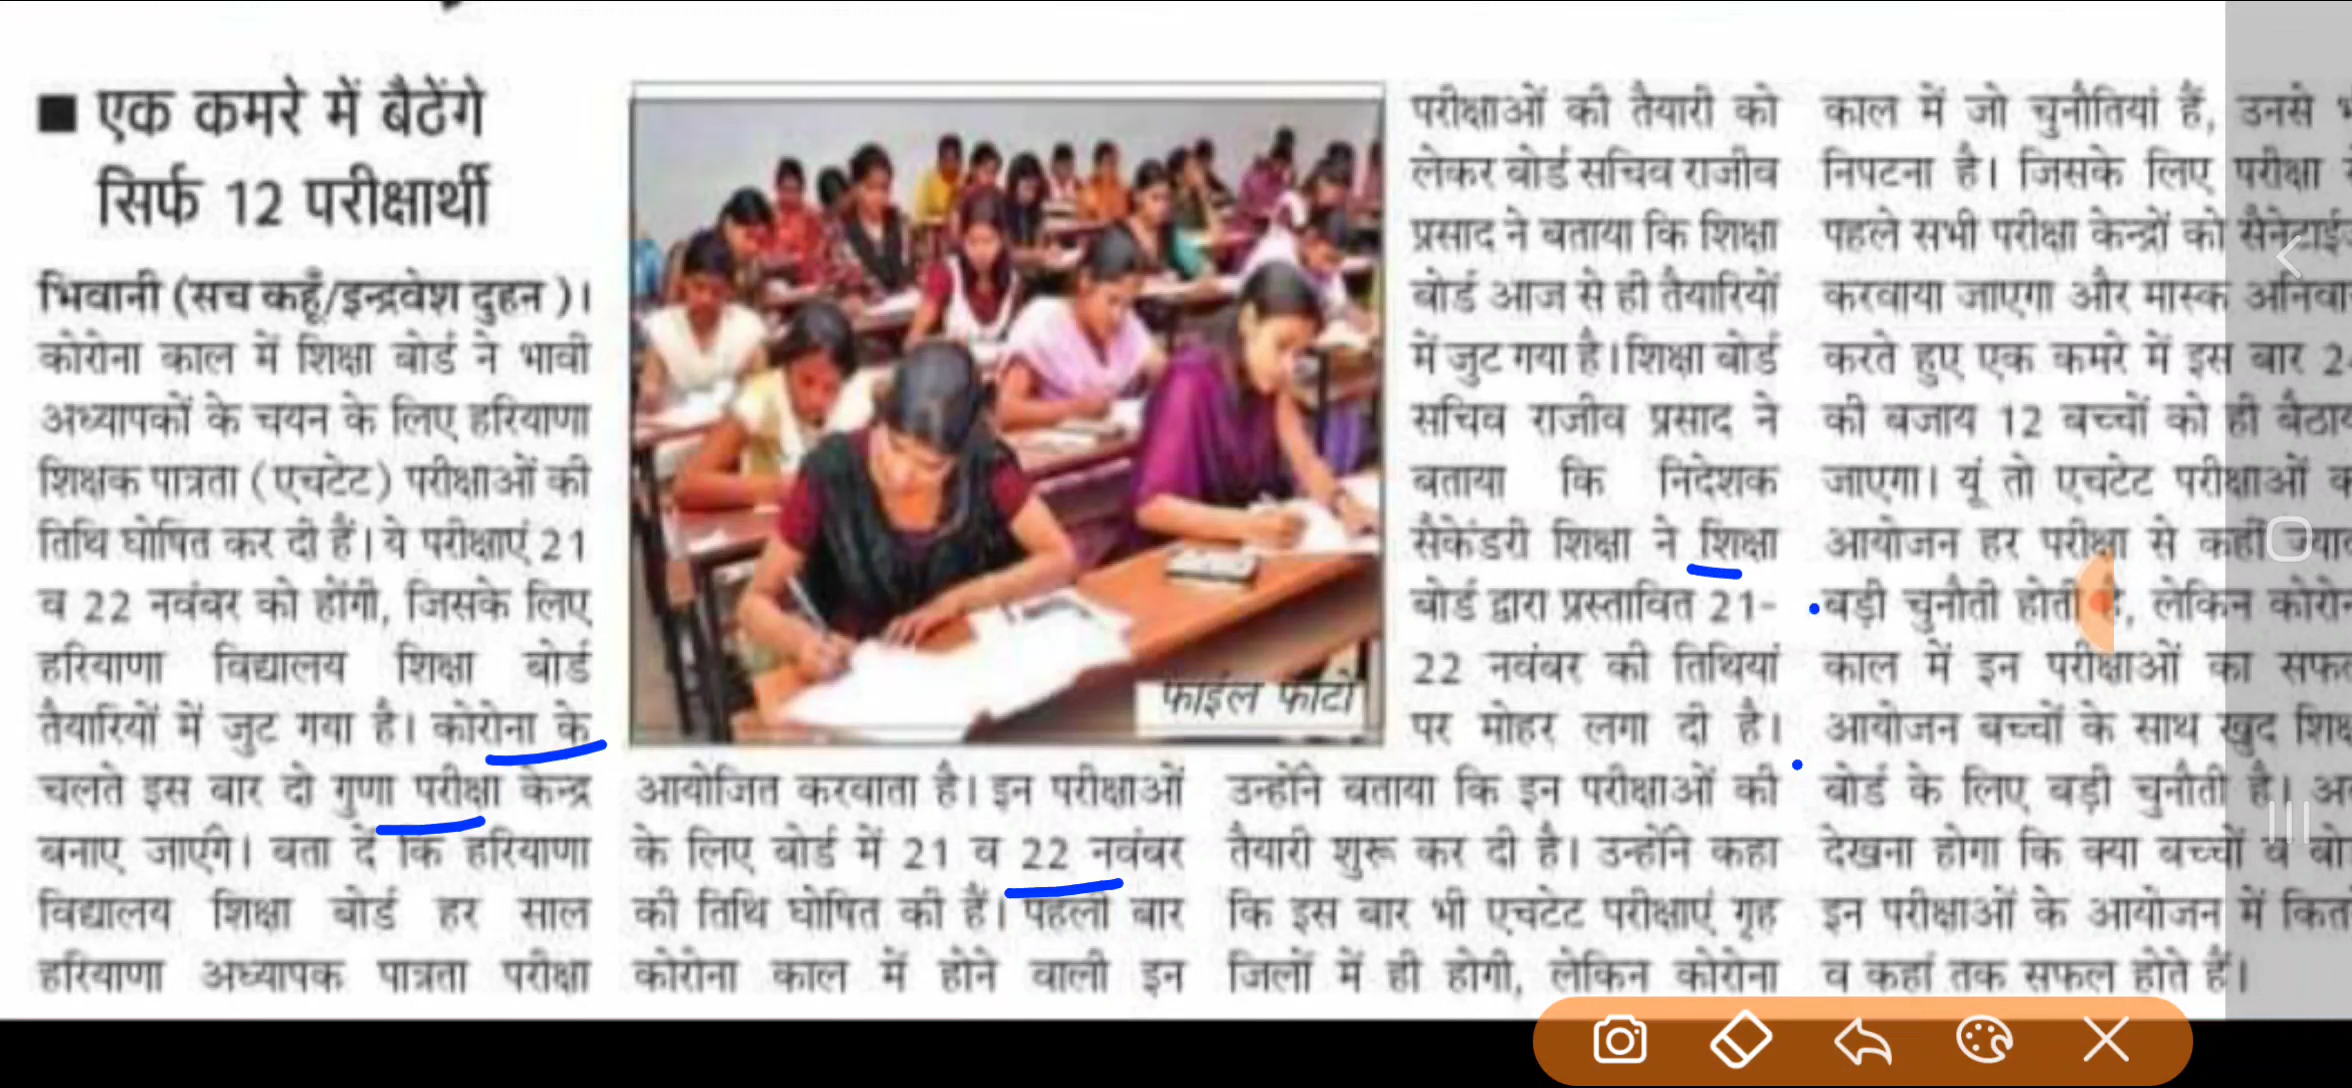 ■ एक कमरे में बैठेंगे
सिर्फ 12 परीक्षार्थी
भिवानी (सच कहूँ/इन्द्रवेश दुहन)।
कोरोना काल में शिक्षा बोर्ड ने भावी
अध्यापकों के चयन के लिए हरियाणा
शिक्षक पात्रता (एचटेट) परीक्षाओं की
तिथि घोषित कर दी हैं। ये परीक्षाएं 21
व 22 नवंबर को होंगी, जिसके लिए
हरियाणा विद्यालय शिक्षा बोर्ड
तैयारियों में जुट गया है। कोरोना के
चलते इस बार दो गुणा परीक्षा केन्द्र
बनाए जाएंगे। बता दें कि हरियाणा
विद्यालय शिक्षा बोर्ड हर साल
हरियाणा अध्यापक पात्रता परीक्षा
फाईल फोटो
आयोजित करवाता है। इन परीक्षाओं
के लिए बोर्ड में 21 व 22 नवंबर
की तिथि घोषित की हैं। पहली बार
कोरोना काल में होने वाली इन
परीक्षाओं की तैयारी को
लेकर बोर्ड सचिव राजीव
प्रसाद ने बताया कि शिक्षा
बोर्ड आज से ही तैयारियों
में जुट गया है। शिक्षा बोर्ड
सचिव राजीव प्रसाद ने
बताया कि निदेशक
सैकेंडरी शिक्षा ने शिक्षा
बोर्ड द्वारा प्रस्तावित 21-
22 नवंबर की तिथियां
पर मोहर लगा दी है।
उन्होंने बताया कि इन परीक्षाओं की
तैयारी शुरू कर दी है। उन्होंने कहा
कि इस बार भी एचटेट परीक्षाएं गृह
जिलों में ही होगी, लेकिन कोरोना
काल में जो चुनौतियां हैं, उनसे
निपटना है। जिसके लिए परीक्षा
पहले सभी परीक्षा केन्द्रों को
करवाया जाएगा और मास्क
करते हुए एक कमरे में इस बार
की बजाय 12 बच्चों को ही
जाएगा। यूं तो एचटेट परीक्षाओं
आयोजन हर परीक्षा से कहीं
बड़ी चुनौती होती है, लेकिन
काल में इन परीक्षाओं का
आयोजन बच्चों के साथ खुद
बोर्ड के लिए बड़ी चुनौती है।
देखना होगा कि क्या बच्चों व
इन परीक्षाओं के आयोजन में
व कहां तक सफल होते हैं।